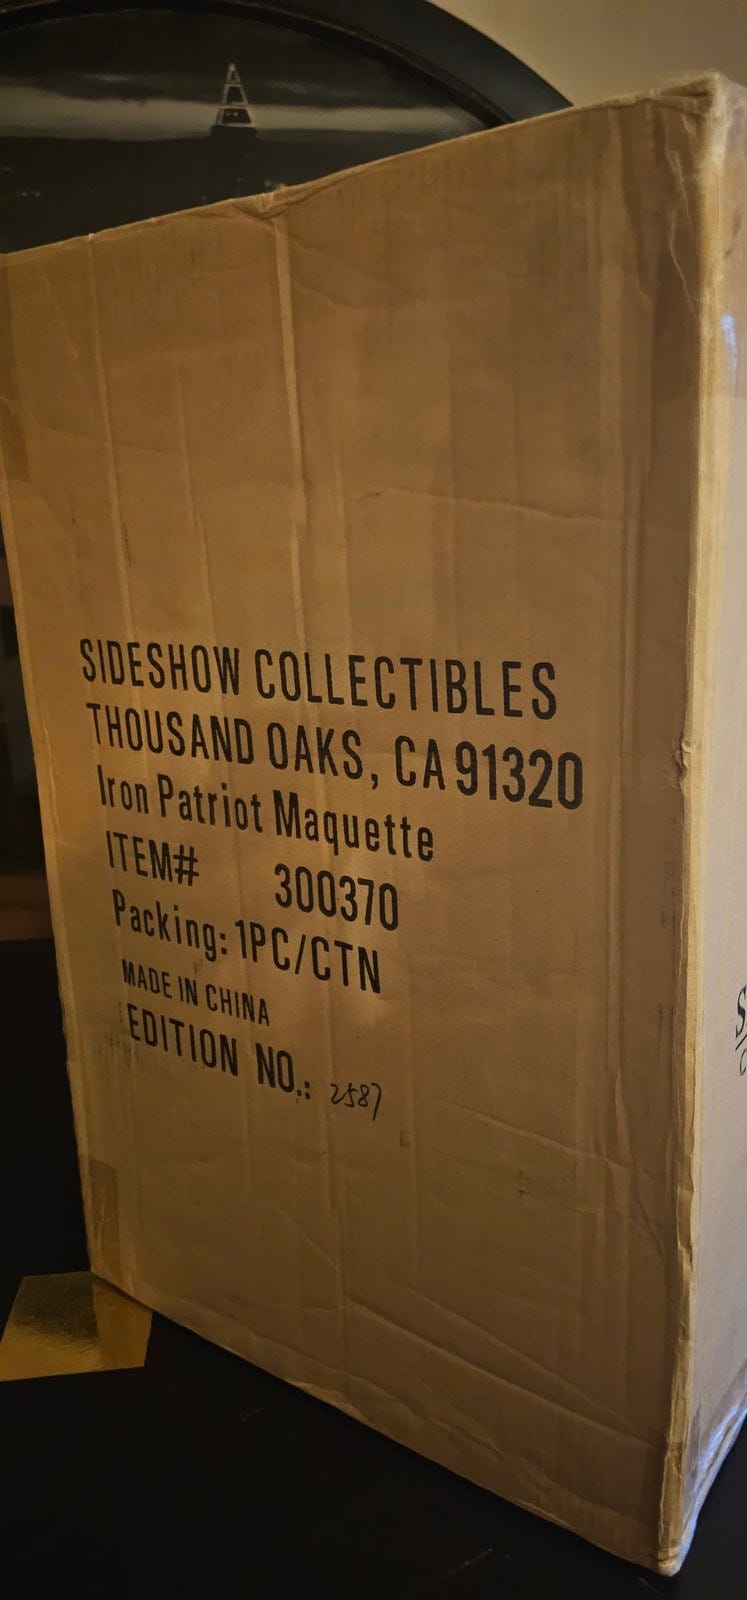 SIDESHOW COLLECTIBLES
THOUSAND OAKS, CA 91320
Iron Patriot Maquette
ITEM# 300370
Packing: 1PC/CTN
MADE IN CHINA
EDITION NO.: 2587